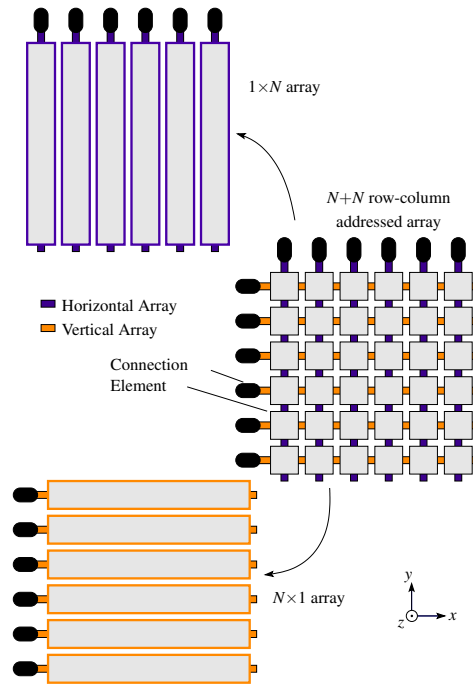 1×N array
N+N row-column
addressed array
Horizontal Array
Vertical Array
Connection
Element
N×1 array
y
z
x